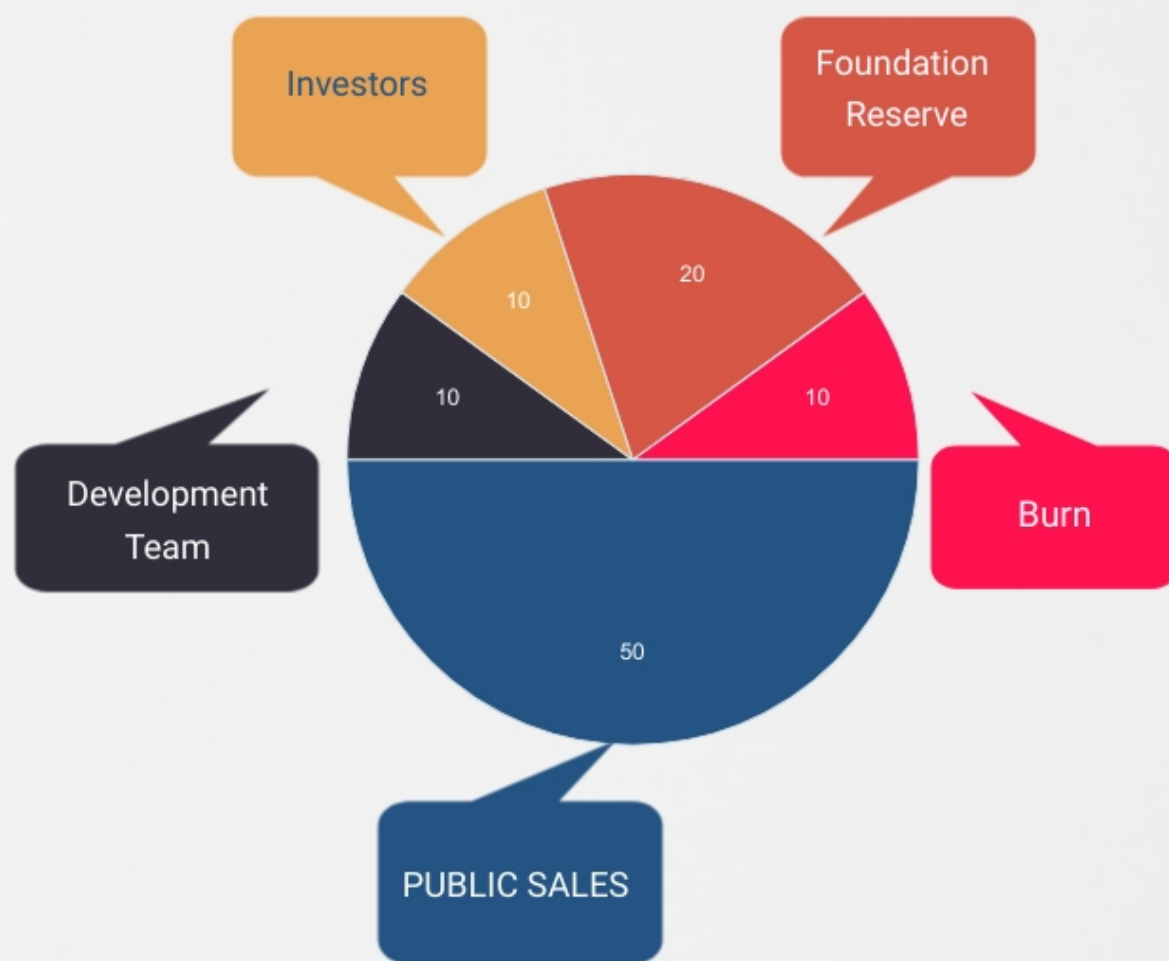 Investors
Foundation
Reserve
20
10
10
10
Development
Team
Burn
50
PUBLIC SALES